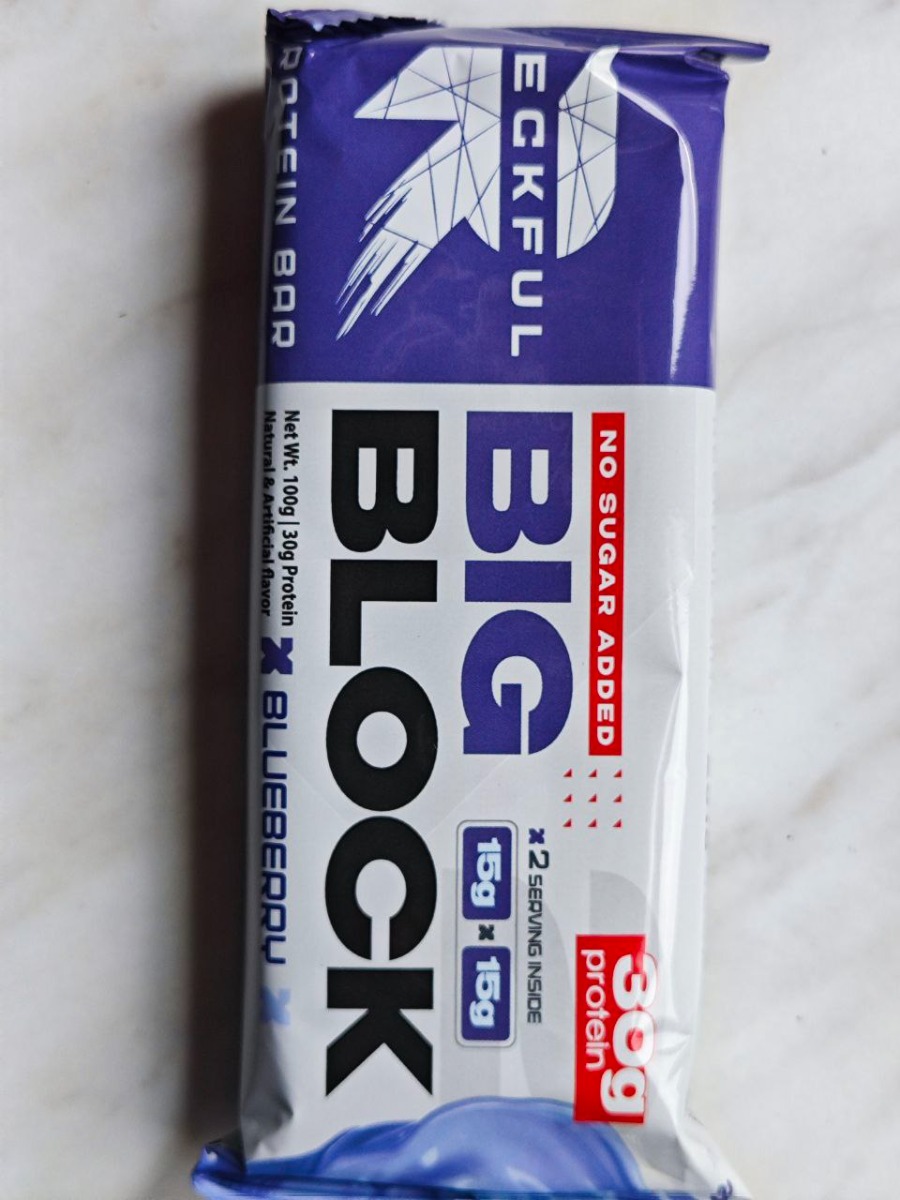 ECKFUL
ROTEIN BAR
NO SUGAR ADDED
BIG
BLOCK
x 2 SERVING INSIDE
15g x 15g
30g
protein
Net Wt. 100g | 30g Protein
Natural & Artificial flavor
BLUEBERRY